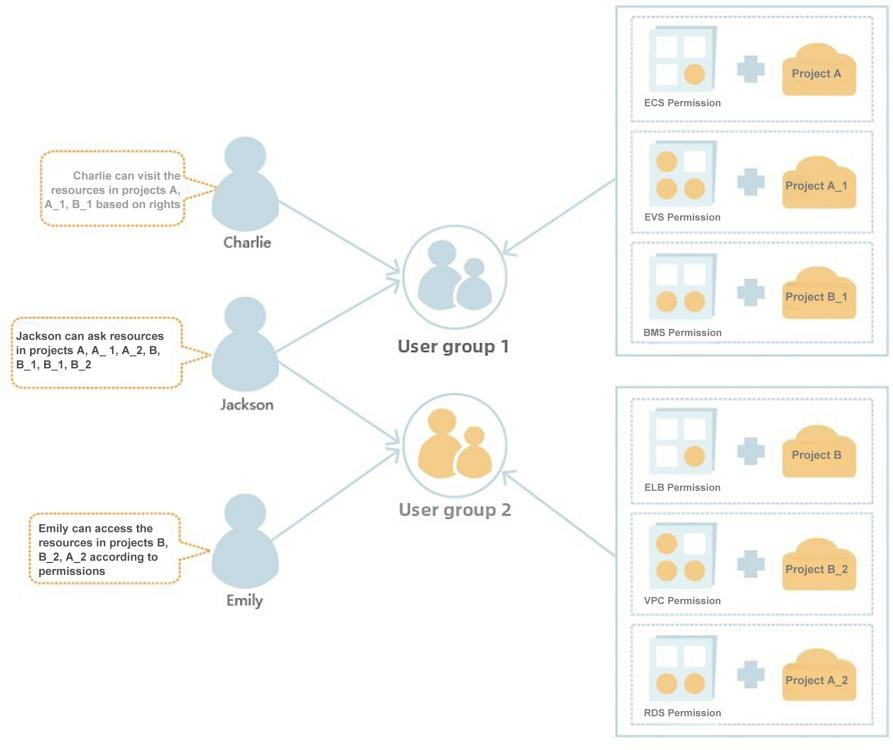 Charlie can visit the
resources in projects A,
A_1, B_1 based on rights
Charlie
Jackson can ask resources
in projects A, A_ 1, A_2, B,
B_1, B_1, B_2
Jackson
Emily can access the
resources in projects B,
B_2, A_2 according to
permissions
Emily
User group 1
User group 2
ECS Permission
Project A
EVS Permission
Project A_1
BMS Permission
Project B_1
ELB Permission
Project B
VPC Permission
Project B_2
RDS Permission
Project A_2